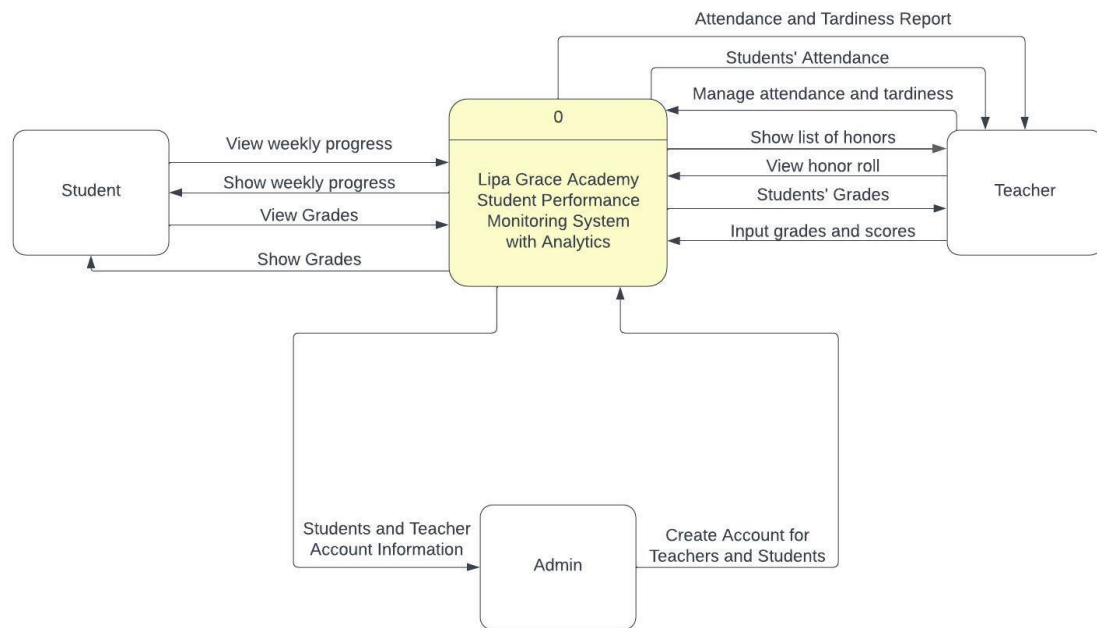 Attendance and Tardiness Report
Students' Attendance
Manage attendance and tardiness
0
Show list of honors
View weekly progress
View honor roll
Lipa Grace Academy
Student Performance
Monitoring System
with Analytics
Student
Show weekly progress
Teacher
Students' Grades
View Grades
Input grades and scores
Show Grades
Students and Teacher
Account Information
Admin
Create Account for
Teachers and Students